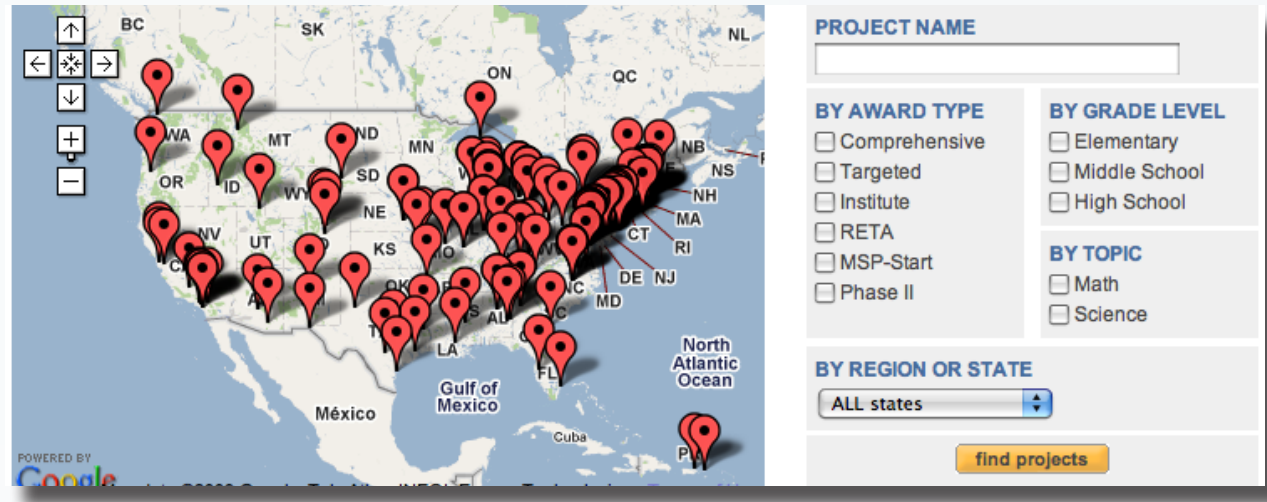 BC
SK
NL
ON
QC
WA
MT
ND
MN
NB
NS
OR
ID
WY
SD
NH
MA
NE
NV
UT
KS
CT
RI
DE
NJ
MD
NC
AL
LA
FL
North
Atlantic
Ocean
Gulf of
Mexico
México
Cuba
POWERED BY
Google
PROJECT NAME
BY AWARD TYPE
Comprehensive
Targeted
Institute
RETA
MSP-Start
Phase II
BY GRADE LEVEL
Elementary
Middle School
High School
BY TOPIC
Math
Science
BY REGION OR STATE
ALL states
find projects